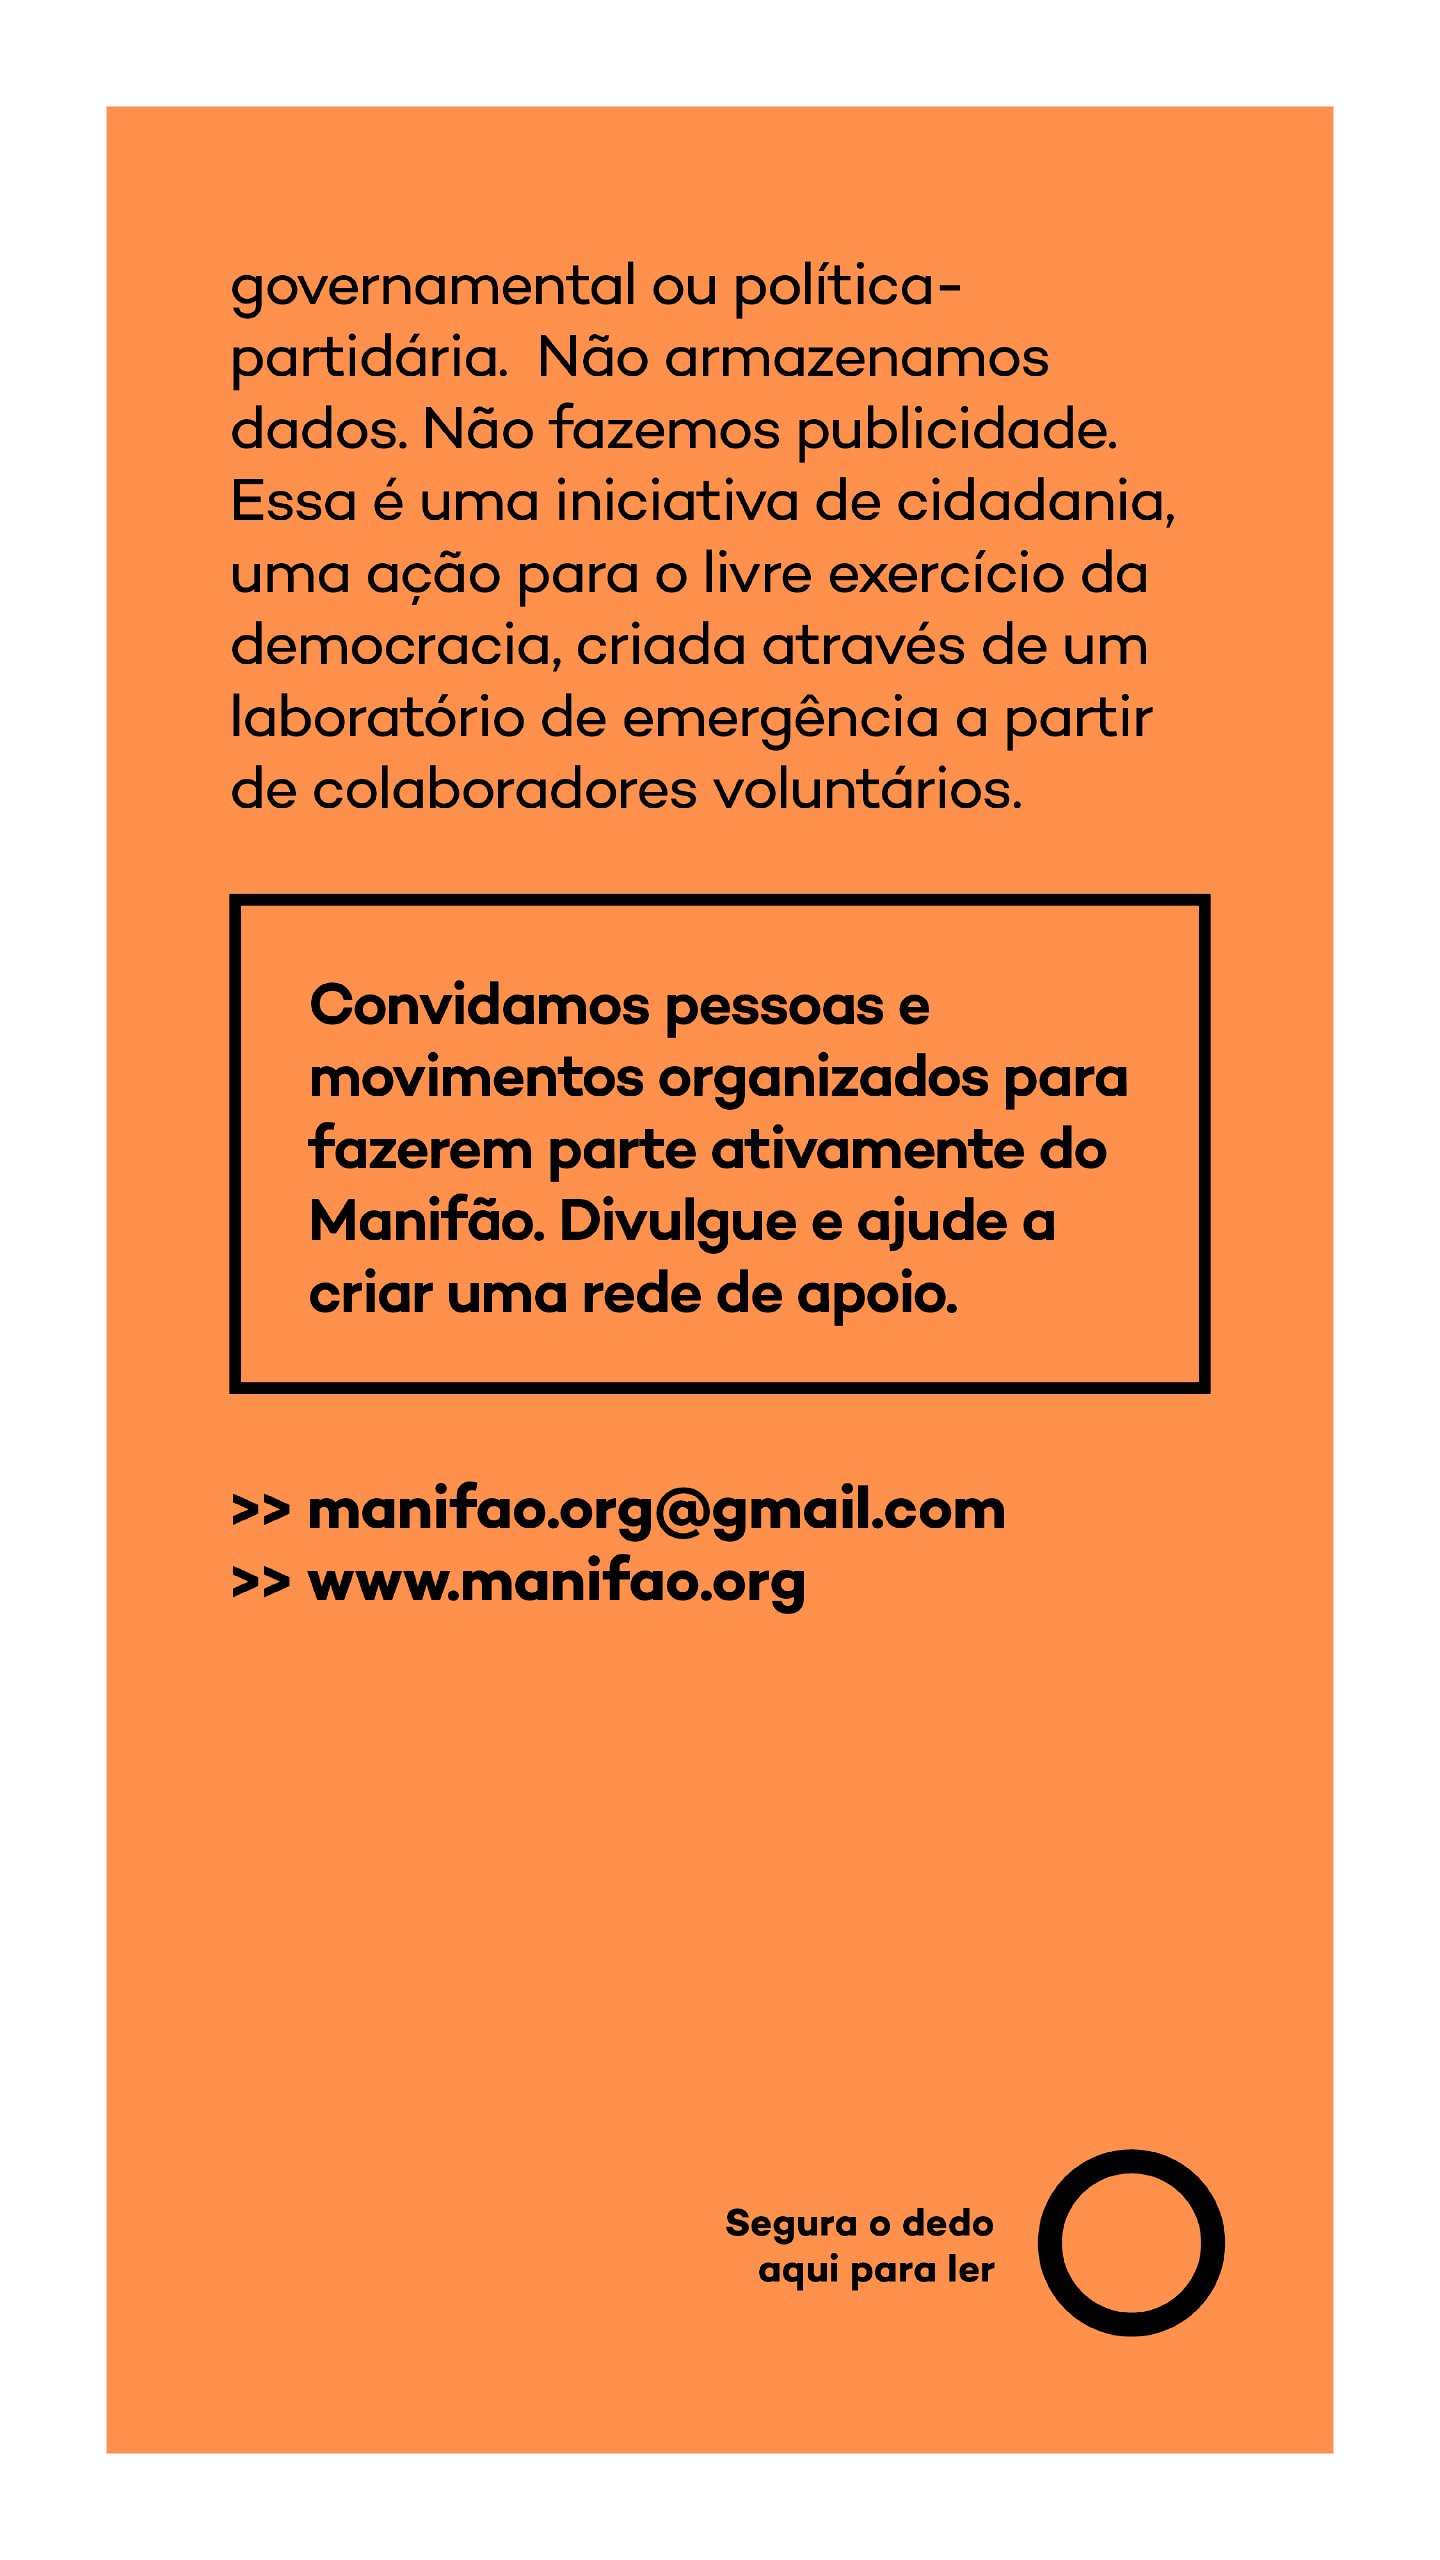 governamental ou política-
partidária.  Não armazenamos
dados. Não fazemos publicidade.
Essa é uma iniciativa de cidadania,
uma ação para o livre exercício da
democracia, criada através de um
laboratório de emergência a partir
de colaboradores voluntários.
Convidamos pessoas e
movimentos organizados para
fazerem parte ativamente do
Manifão. Divulgue e ajude a
criar uma rede de apoio.
>> manifao.org@gmail.com
>> www.manifao.org
Segura o dedo
aqui para ler